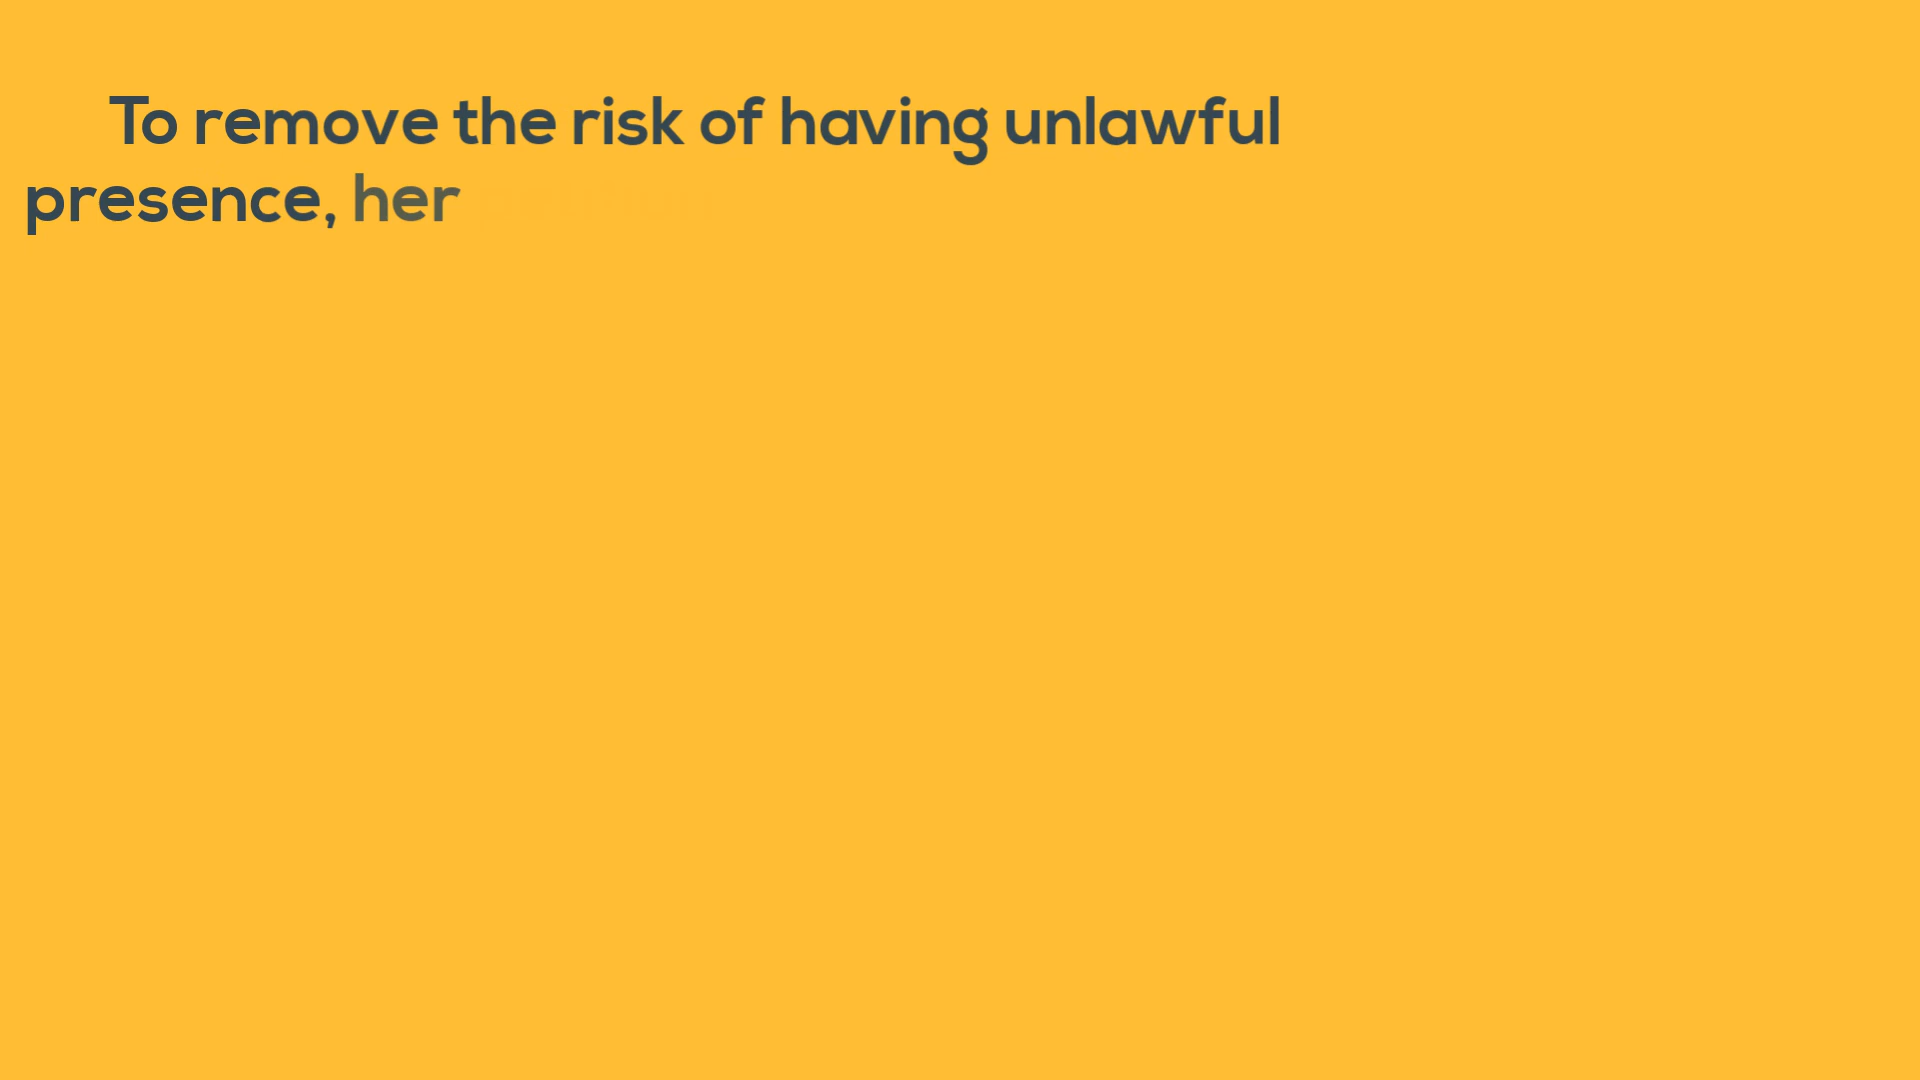 To remove the risk of having unlawful
presence, her